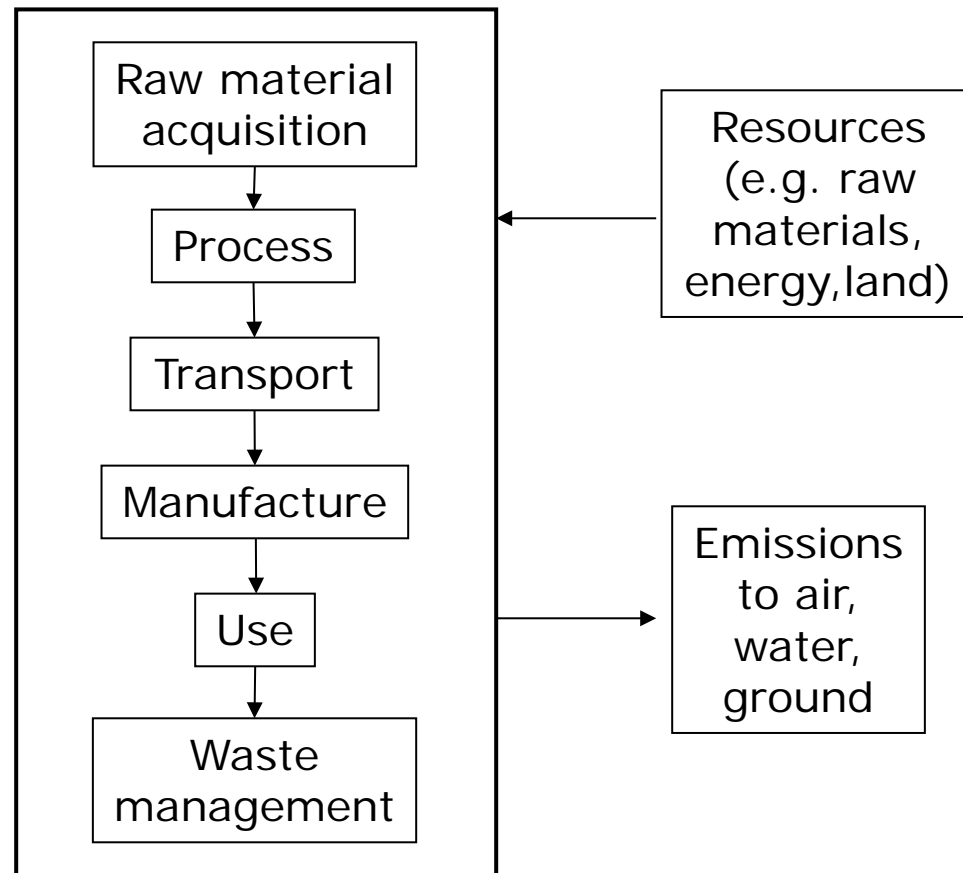 Raw material
acquisition
Process
Transport
Manufacture
Use
Waste
management
Resources
(e.g. raw
materials,
energy,land)
Emissions
to air,
water,
ground